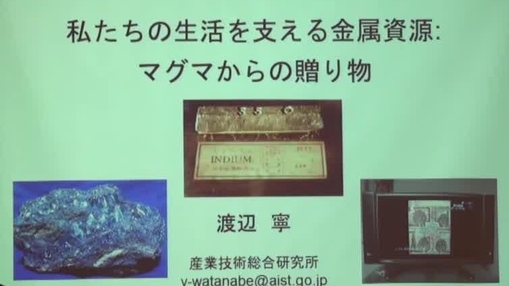 私たちの生活を支える金属資源:
マグマからの贈り物
INDIUM
渡辺 寧
産業技術総合研究所
y-watanabe@aist.go.jp